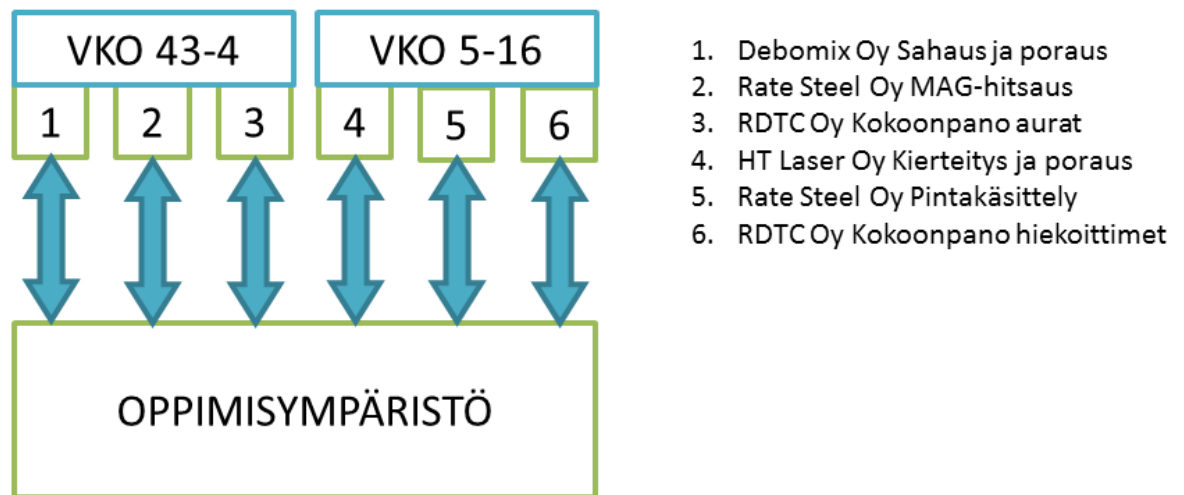 VKO 43-4
VKO 5-16
1
2
3
4
5
6
OPPIMISYMPÄRISTÖ
1. Debomix Oy Sahaus ja poraus
2. Rate Steel Oy MAG-hitsaus
3. RDTC Oy Kokoonpano aurat
4. HT Laser Oy Kierteitys ja poraus
5. Rate Steel Oy Pintakäsittely
6. RDTC Oy Kokoonpano hiekoittimet